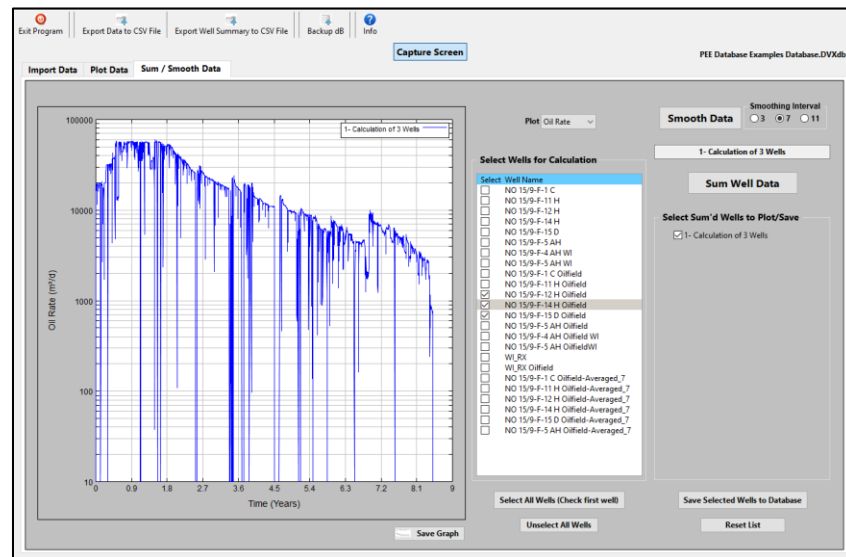 Exit Program
Export Data to CSV File
Export Well Summary to CSV File
Backup dB
Info
Capture Screen
PEE Database Examples Database.DVXdb
Import Data
Plot Data
Sum / Smooth Data
100000
10000
1000
100
10
Oil Rate (m³/d)
1- Calculation of 3 Wells
0 0.9 1.8 2.7 3.6 4.5 5.4 6.3 7.2 8.1 9
Time (Years)
Save Graph
Plot Oil Rate
Select Wells for Calculation
Select Well Name
NO 15/9-F-1 C
NO 15/9-F-11 H
NO 15/9-F-12 H
NO 15/9-F-14 H
NO 15/9-F-15 D
NO 15/9-F-5 AH
NO 15/9-F-4 AH WI
NO 15/9-F-5 AH WI
NO 15/9-F-1 C Oilfield
NO 15/9-F-11 H Oilfield
NO 15/9-F-12 H Oilfield
NO 15/9-F-14 H Oilfield
NO 15/9-F-15 D Oilfield
NO 15/9-F-5 AH Oilfield
NO 15/9-F-4 AH Oilfield WI
NO 15/9-F-5 AH OilfieldWI
WI_RX
WI_RX Oilfield
NO 15/9-F-1 C Oilfield-Averaged_7
NO 15/9-F-11 H Oilfield-Averaged_7
NO 15/9-F-12 H Oilfield-Averaged_7
NO 15/9-F-14 H Oilfield-Averaged_7
NO 15/9-F-15 D Oilfield-Averaged_7
NO 15/9-F-5 AH Oilfield-Averaged_7
Select All Wells (Check first well)
Unselect All Wells
Smooth Data
Smoothing Interval
3 7 11
1- Calculation of 3 Wells
Sum Well Data
Select Sum'd Wells to Plot/Save
1- Calculation of 3 Wells
Save Selected Wells to Database
Reset List